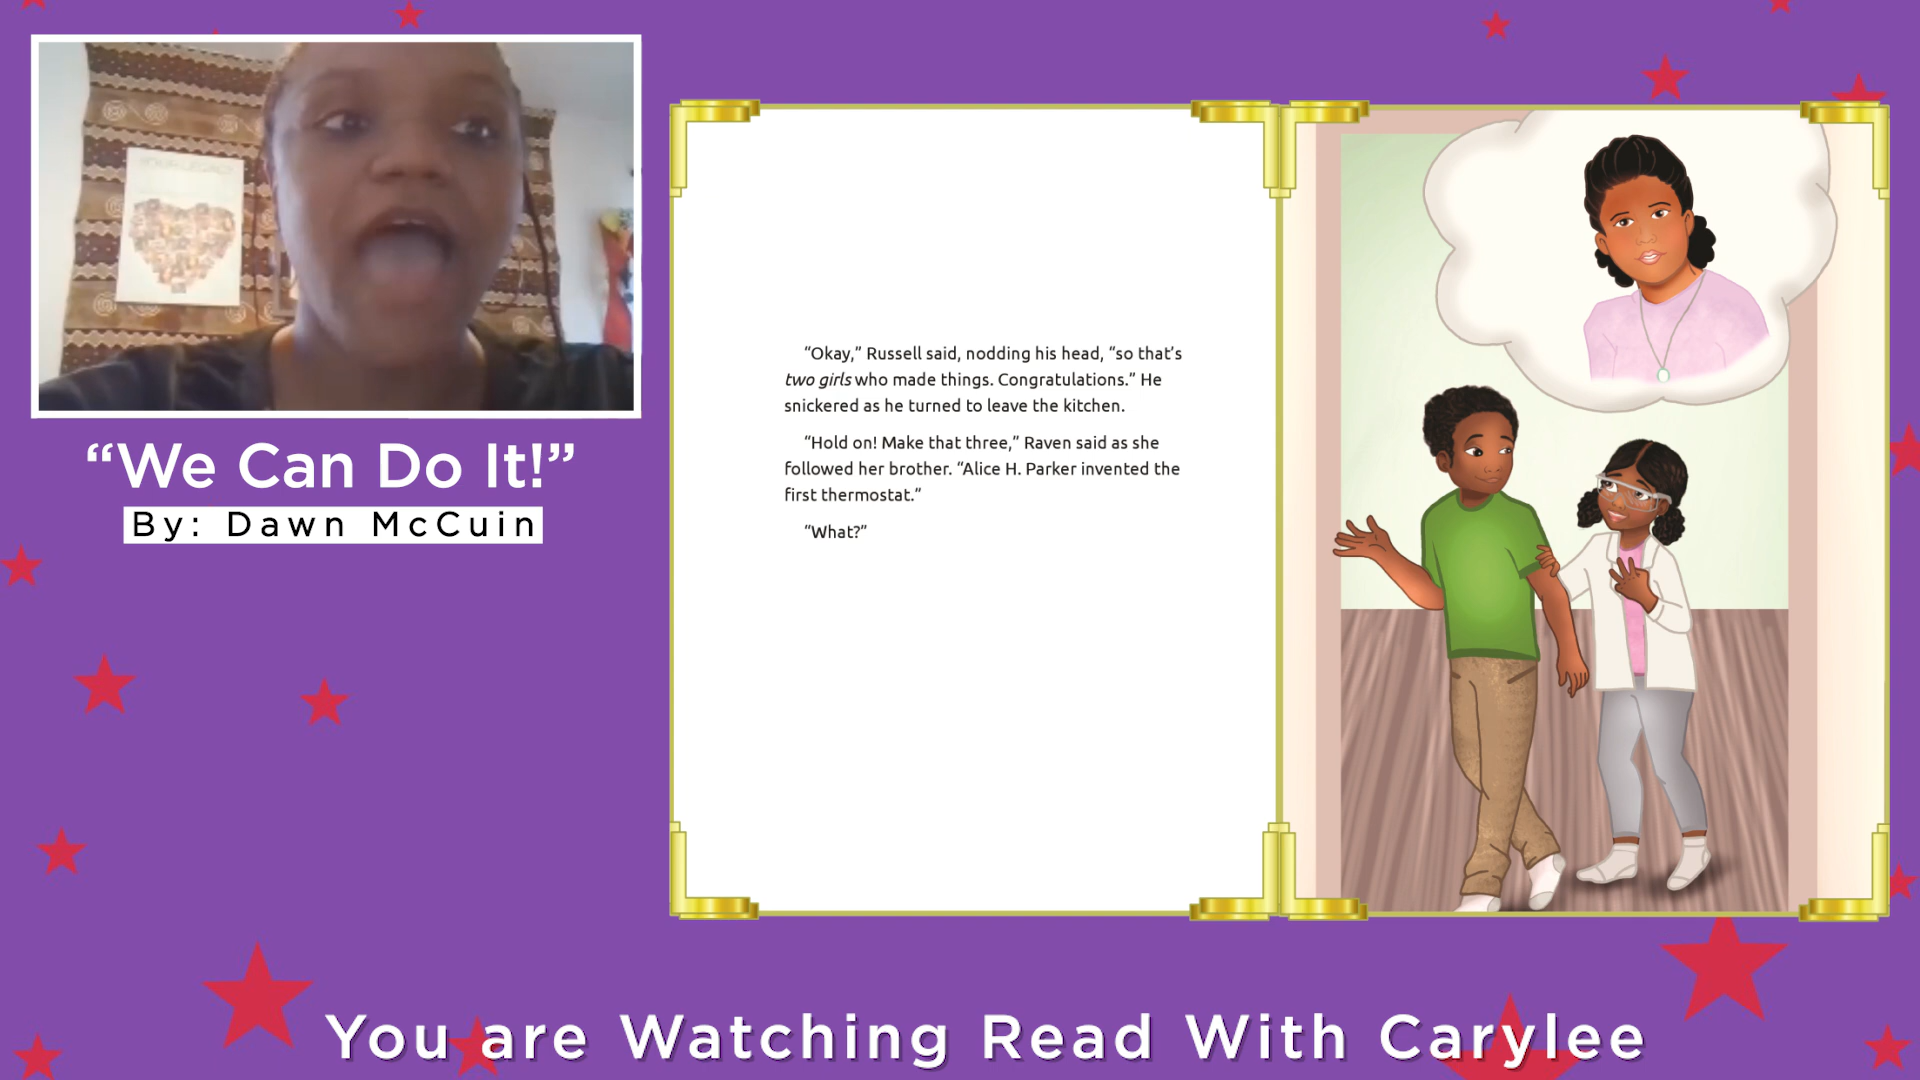 “We Can Do It!”
By: Dawn McCuin
“Okay,” Russell said, nodding his head, “so that’s
two girls who made things. Congratulations.” He
snickered as he turned to leave the kitchen.
“Hold on! Make that three,” Raven said as she
followed her brother. “Alice H. Parker invented the
first thermostat.”
“What?”
You are Watching Read With Carylee